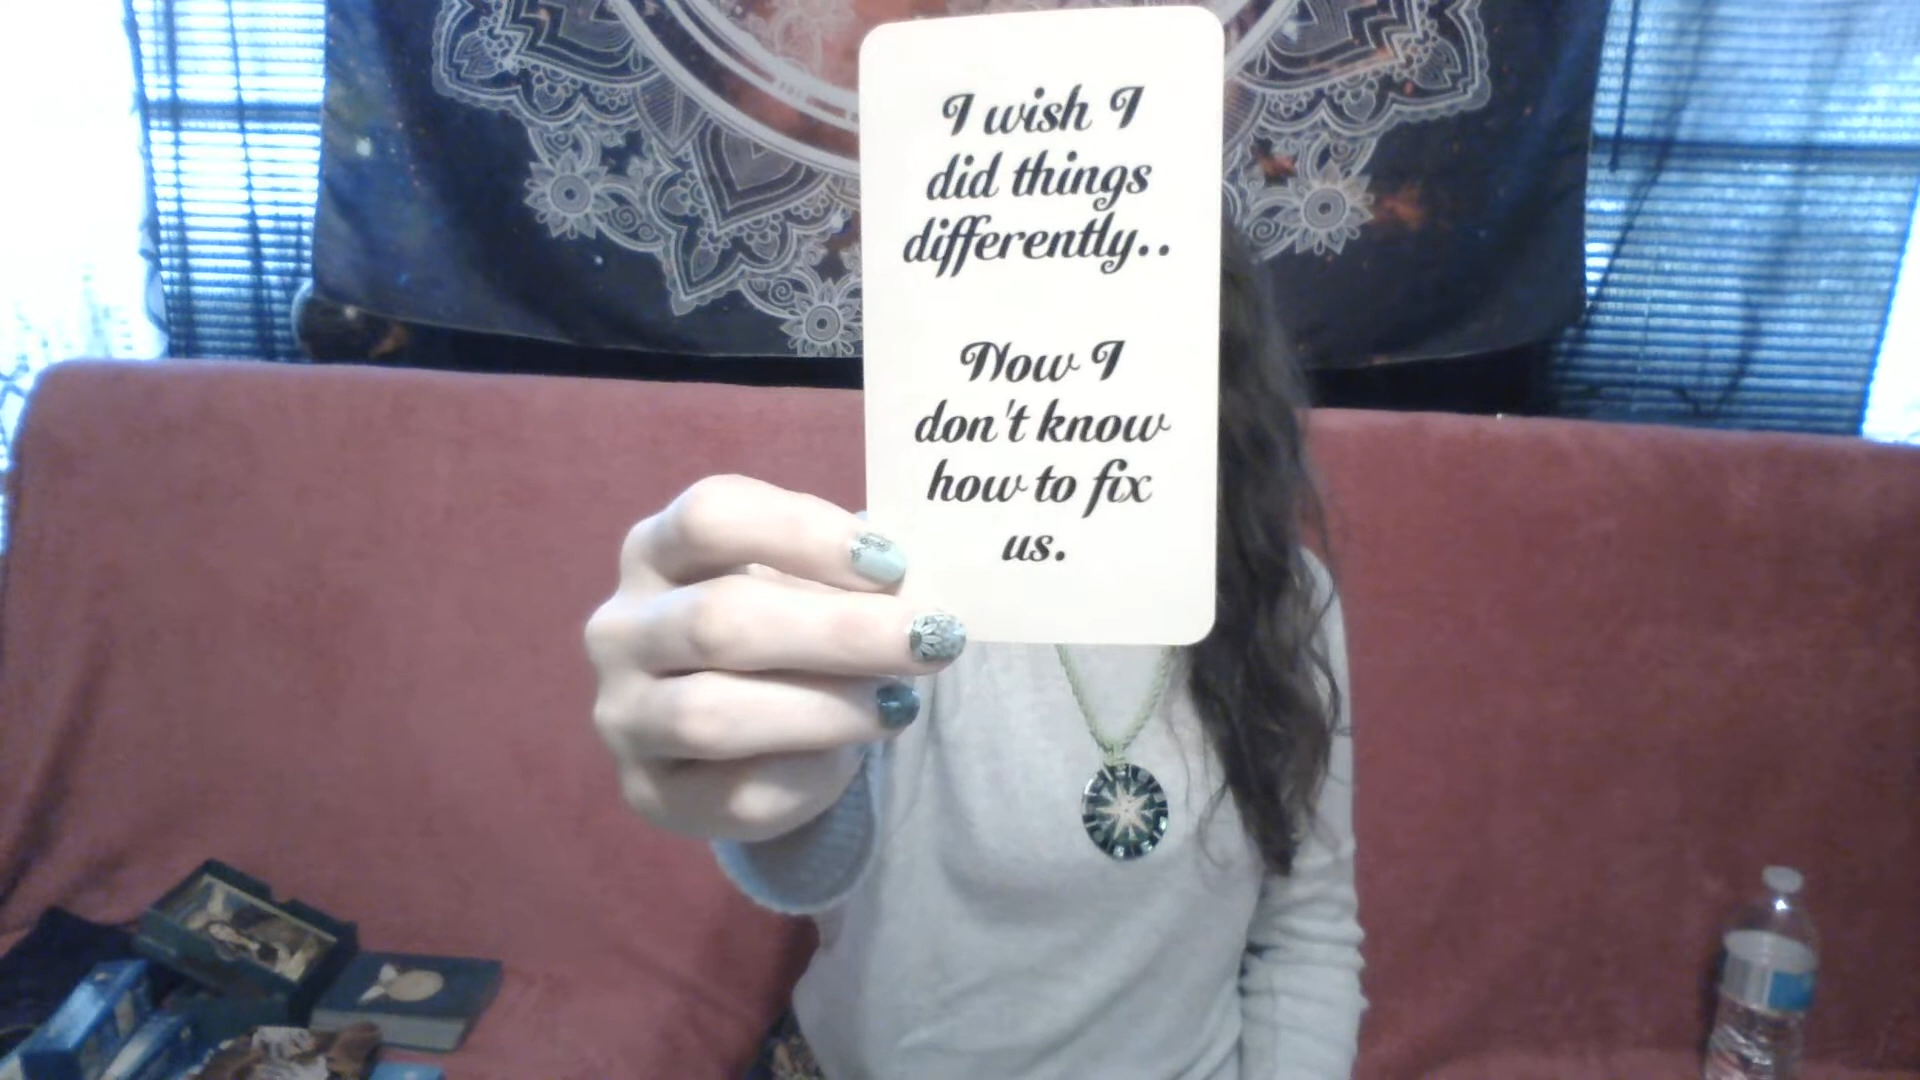 I wish I
did things
differently..
Now I
don't know
how to fix
us.